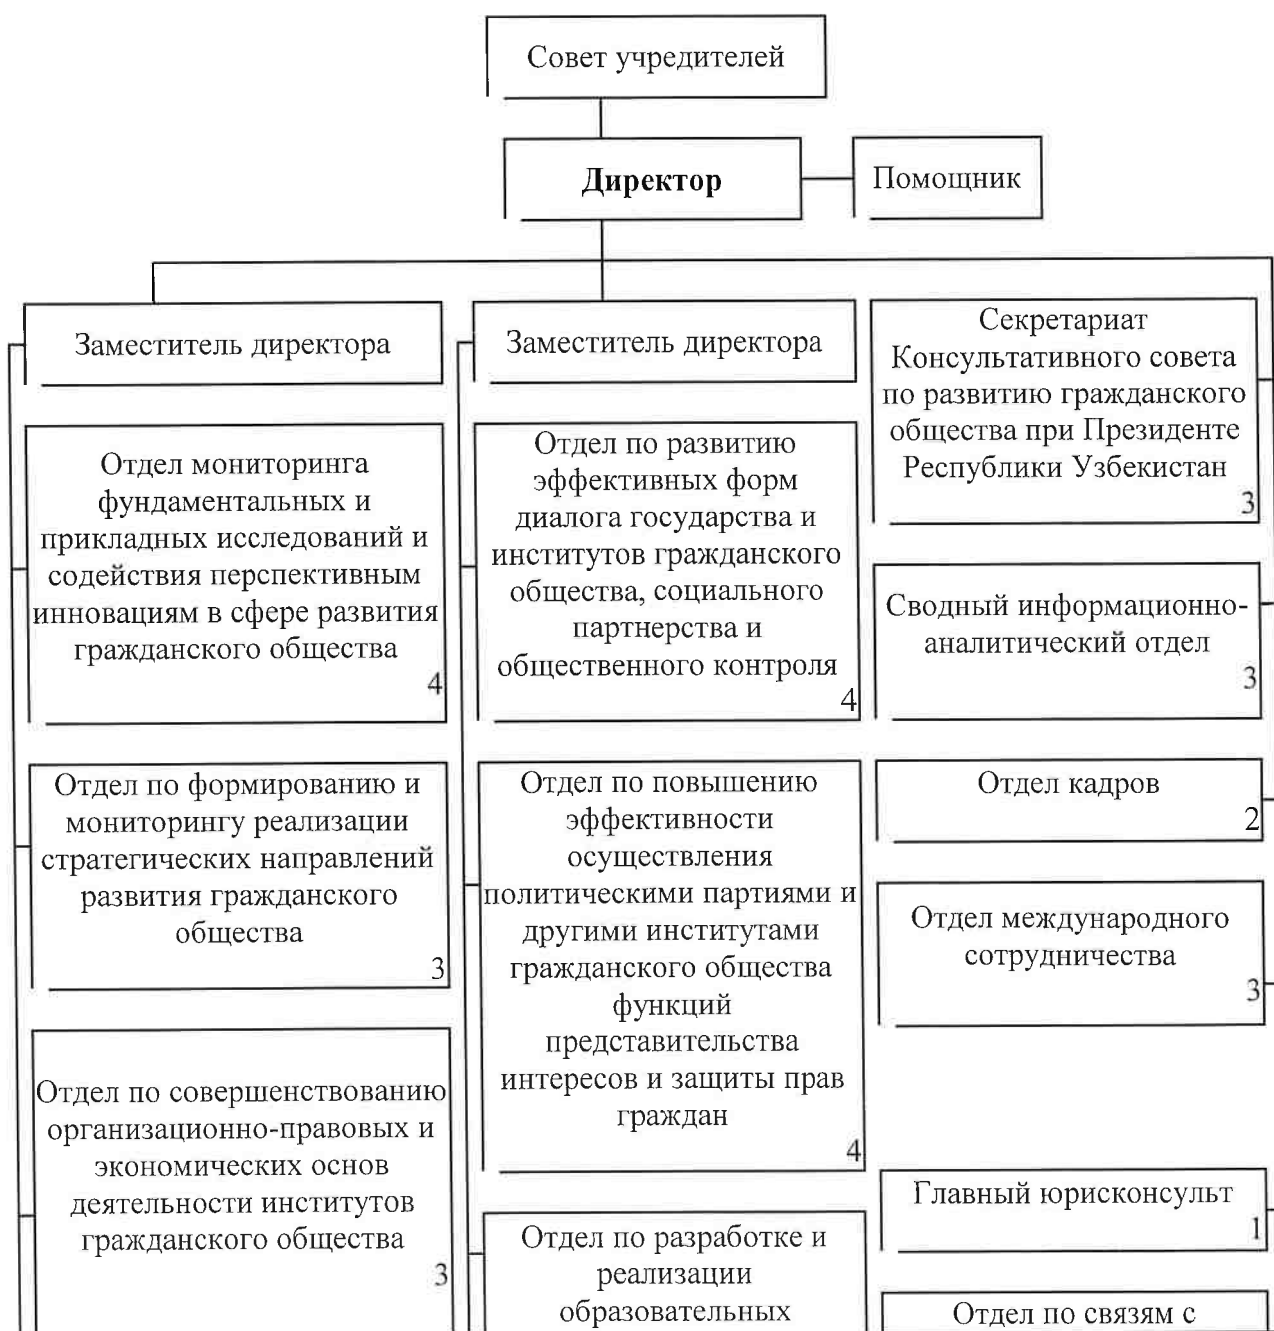 Совет учредителей
Директор
Помощник
Заместитель директора
Отдел мониторинга
фундаментальных и
прикладных исследований и
содействия перспективным
инновациям в сфере развития
гражданского общества
4
Отдел по формированию и
мониторингу реализации
стратегических направлений
развития гражданского
общества
3
Отдел по совершенствованию
организационно-правовых и
экономических основ
деятельности институтов
гражданского общества
3
Заместитель директора
Отдел по развитию
эффективных форм
диалога государства и
институтов гражданского
общества, социального
партнерства и
общественного контроля
4
Отдел по повышению
эффективности
осуществления
политическими партиями и
другими институтами
гражданского общества
функций
представительства
интересов и защиты прав
граждан
4
Отдел по разработке и
реализации
образовательных
Секретариат
Консультативного совета
по развитию гражданского
общества при Президенте
Республики Узбекистан
3
Сводный информационно-
аналитический отдел
3
Отдел кадров
2
Отдел международного
сотрудничества
3
Главный юрисконсульт
1
Отдел по связям с